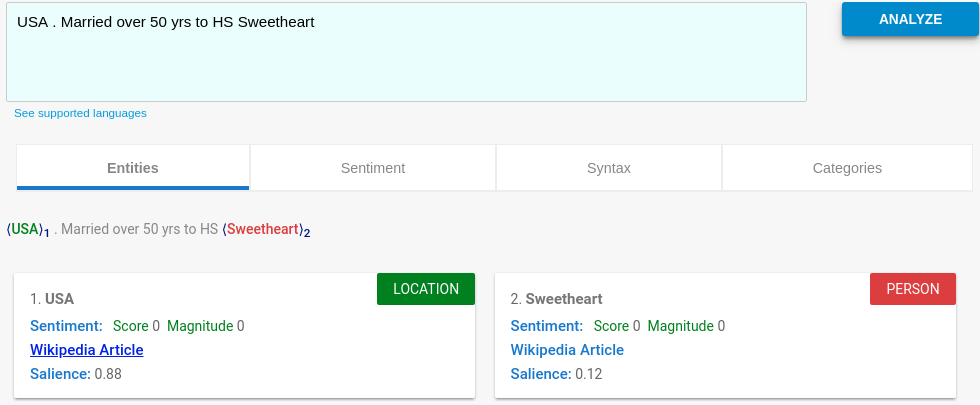 USA . Married over 50 yrs to HS Sweetheart
ANALYZE
See supported languages
Entities
Sentiment
Syntax
Categories
⟨USA⟩1 . Married over 50 yrs to HS ⟨Sweetheart⟩2
1. USA
LOCATION
Sentiment: Score 0 Magnitude 0
Wikipedia Article
Salience: 0.88
2. Sweetheart
PERSON
Sentiment: Score 0 Magnitude 0
Wikipedia Article
Salience: 0.12